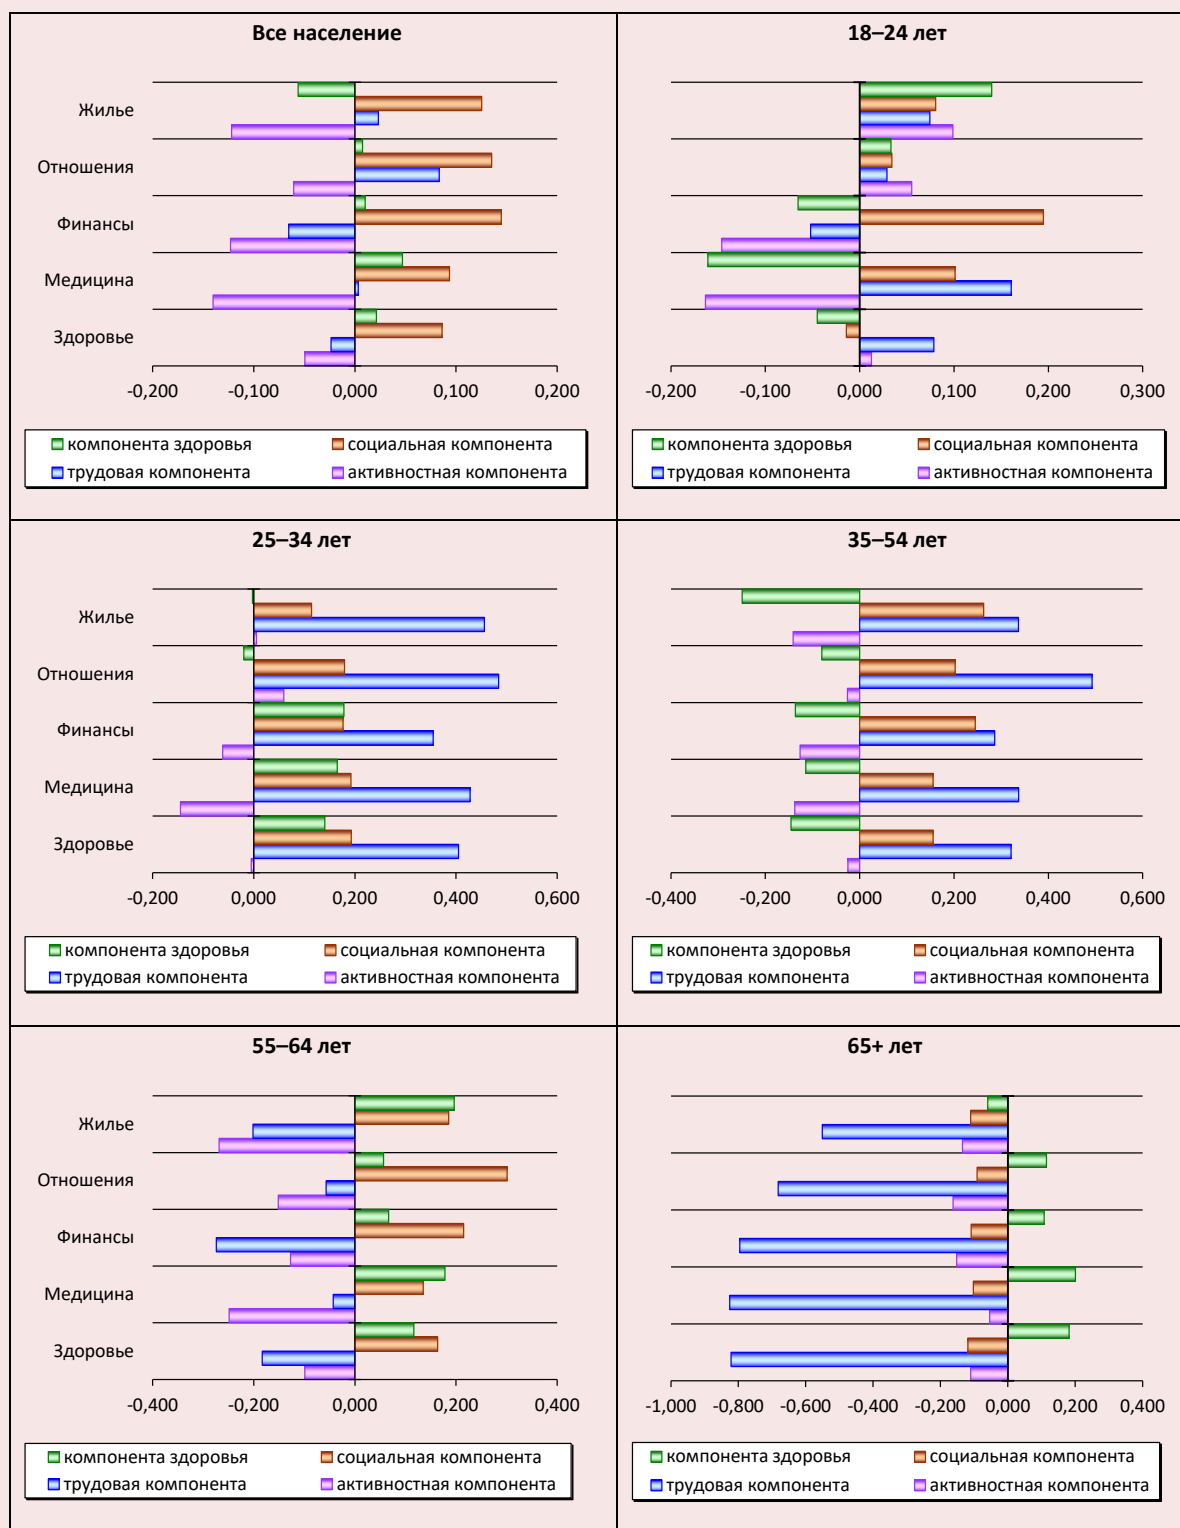 Все население
Жилье
Отношения
Финансы
Медицина
Здоровье
-0,200 -0,100 0,000 0,100 0,200
компонента здоровья социальная компонента
трудовая компонента активностная компонента
18–24 лет
-0,200 -0,100 0,000 0,100 0,200 0,300
компонента здоровья социальная компонента
трудовая компонента активностная компонента
25–34 лет
Жилье
Отношения
Финансы
Медицина
Здоровье
-0,200 0,000 0,200 0,400 0,600
компонента здоровья социальная компонента
трудовая компонента активностная компонента
35–54 лет
-0,400 -0,200 0,000 0,200 0,400 0,600
компонента здоровья социальная компонента
трудовая компонента активностная компонента
55–64 лет
Жилье
Отношения
Финансы
Медицина
Здоровье
-0,400 -0,200 0,000 0,200 0,400
компонента здоровья социальная компонента
трудовая компонента активностная компонента
65+ лет
-1,000 -0,800 -0,600 -0,400 -0,200 0,000 0,200 0,400
компонента здоровья социальная компонента
трудовая компонента активностная компонента